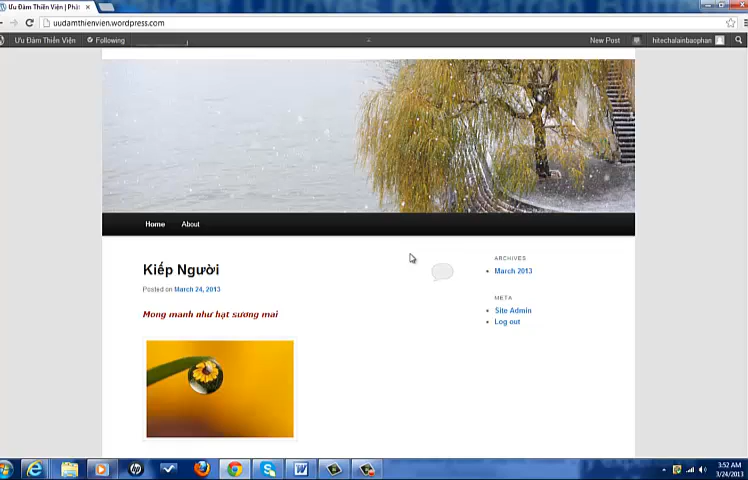 Ưu Đàm Thiền Viện | Phật
uudamthienvien.wordpress.com
Ưu Đàm Thiền Viện Following New Post hitechalainbaophan
Home About
Kiếp Người
Posted on March 24, 2013
Mong manh như hạt sương mai
ARCHIVES
March 2013
META
Site Admin
Log out
3:52 AM
3/24/2013